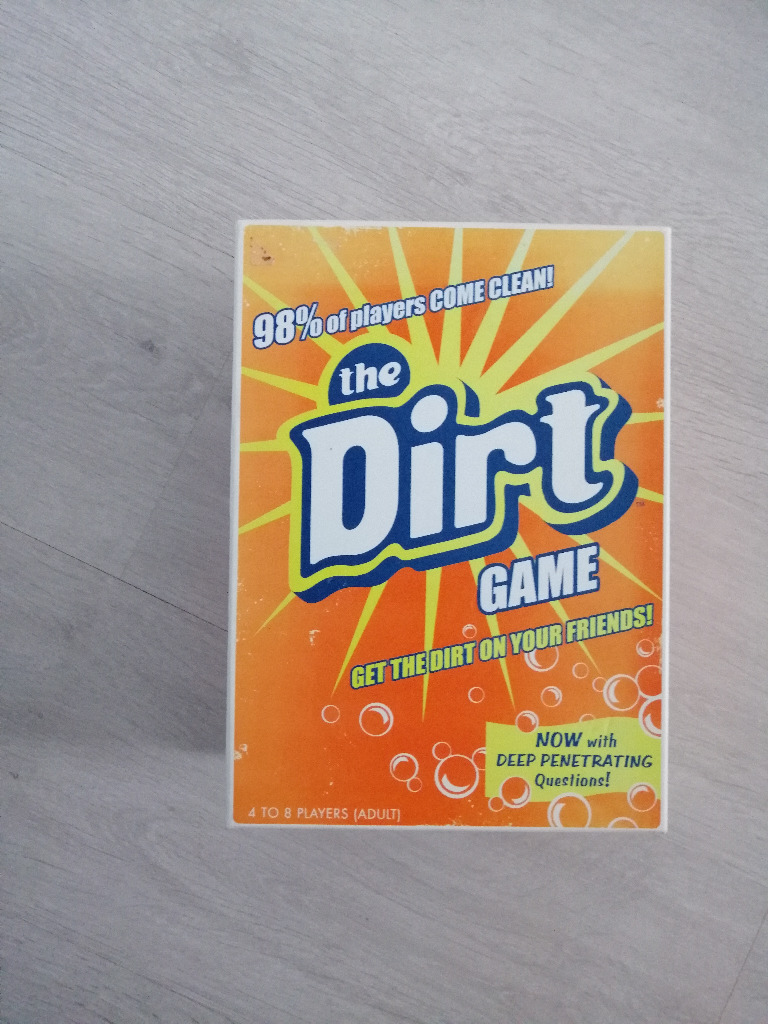 98% of players COME CLEAN!
the
Dirt
GAME
GET THE DIRT ON YOUR FRIENDS!
NOW with
DEEP PENETRATING
Questions!
4 TO 8 PLAYERS (ADULT)